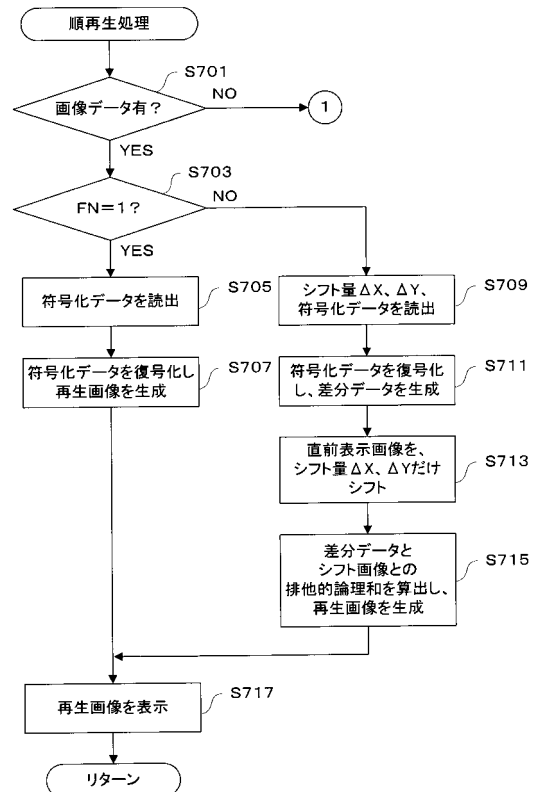 順再生処理
S701
画像データ有？
NO
1
YES
S703
FN＝1？
NO
YES
符号化データを読出
S705
シフト量ΔX、ΔY、
符号化データを読出
S709
符号化データを復号化し
再生画像を生成
S707
符号化データを復号化
し、差分データを生成
S711
直前表示画像を、
シフト量ΔX、ΔYだけ
シフト
S713
差分データと
シフト画像との
排他的論理和を算出し、
再生画像を生成
S715
再生画像を表示
S717
リターン